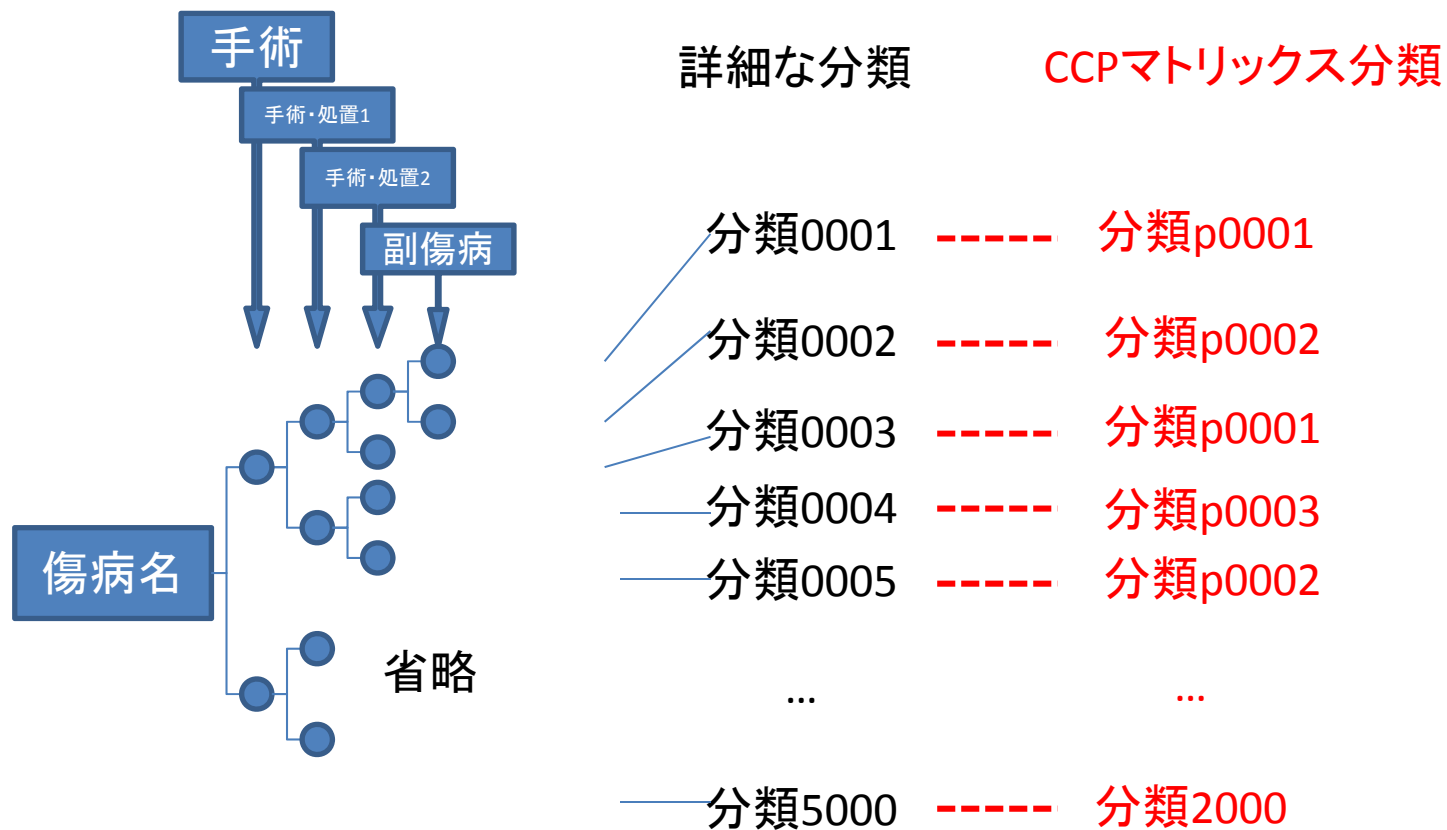 手術
手術・処置1
手術・処置2
副傷病
傷病名
省略
詳細な分類 CCPマトリックス分類
分類0001 ----- 分類p0001
分類0002 ----- 分類p0002
分類0003 ----- 分類p0001
分類0004 ----- 分類p0003
分類0005 ----- 分類p0002
... ...
分類5000 ----- 分類2000